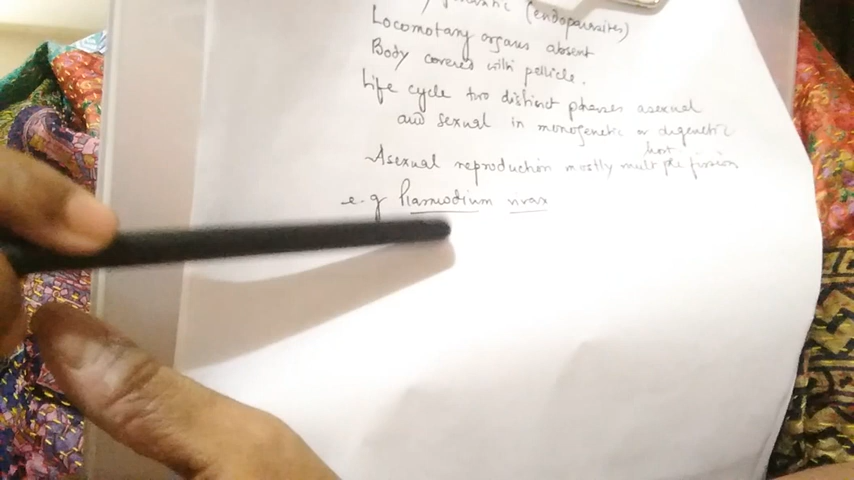 (endoparasites)
Locomotary organs absent
Body covered with pellicle.
Life cycle two distinct phases asexual
and sexual in monogenetic or digenetic
host
Asexual reproduction mostly multiple fission
e.g Plasmodium vivax